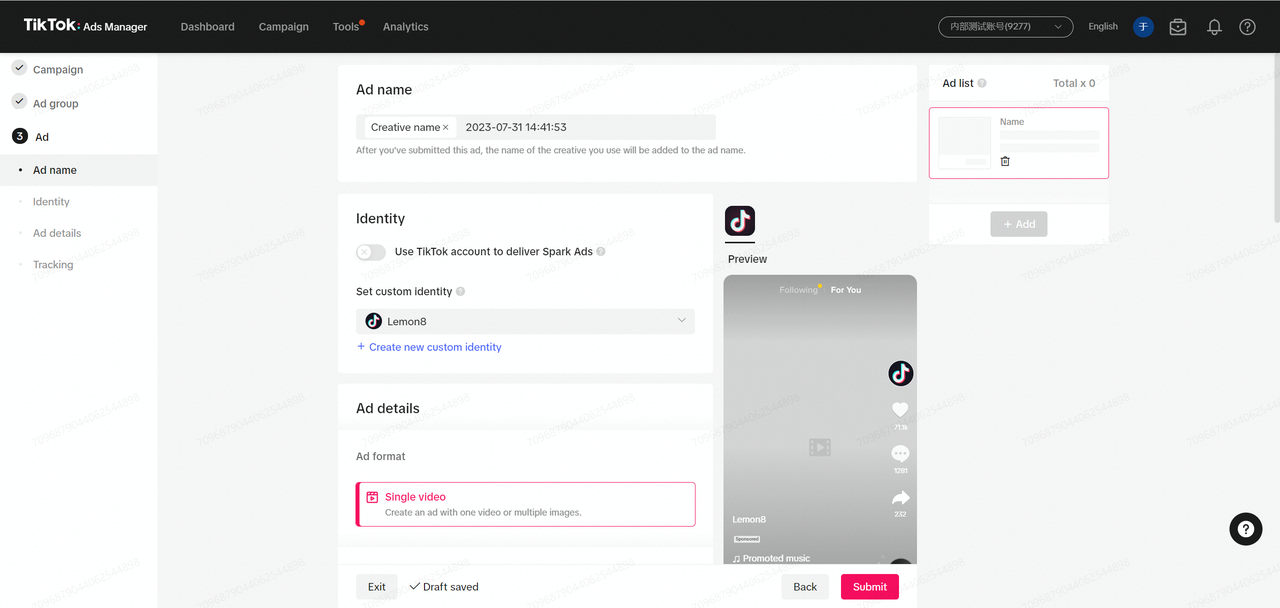 TikTok: Ads Manager
Dashboard
Campaign
Tools
Analytics
内部测试账号(9277)
English
于
Campaign
Ad group
3 Ad
Ad name
Identity
Ad details
Tracking
Ad name
Creative name× 2023-07-31 14:41:53
After you've submitted this ad, the name of the creative you use will be added to the ad name.
Identity
Use TikTok account to deliver Spark Ads ?
Set custom identity ?
Lemon8
+ Create new custom identity
Ad details
Ad format
Single video
Create an ad with one video or multiple images.
Preview
Following For You
1281
232
Lemon8
Sponsored
Promoted music
Ad list ? Total x 0
Name
+ Add
Exit
Draft saved
Back
Submit
?
7096879044062544898